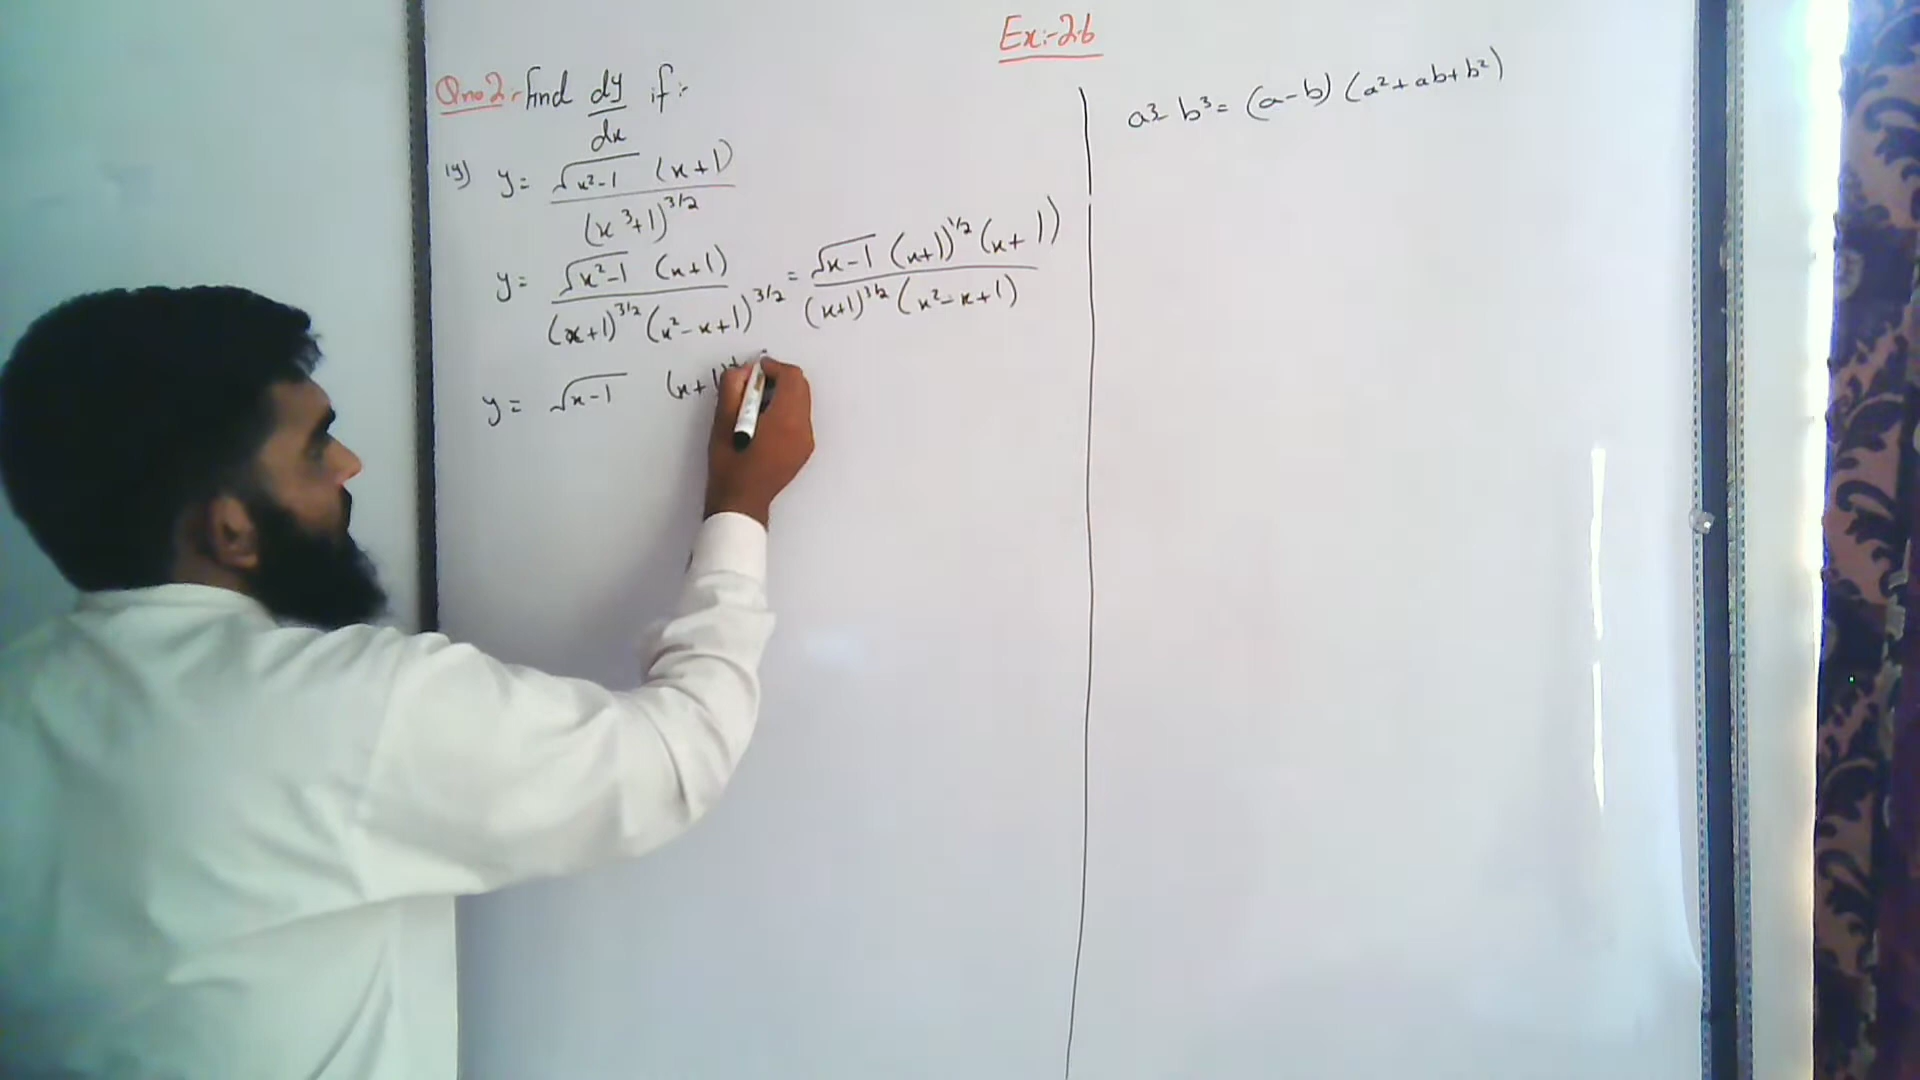 Ex:-2.6
Qno2:- find dy/dx if:-
y = √x²-1 (x+1) / (x³+1)^3/2
y = √x²-1 (x+1) / (x+1)^3/2 (x²-x+1)^3/2 = √x-1 (x+1)^1/2 (x+1) / (x+1)^3/2 (x²-x+1)
y = √x-1 (x+1)
a³- b³= (a-b) (a²+ab+b²)